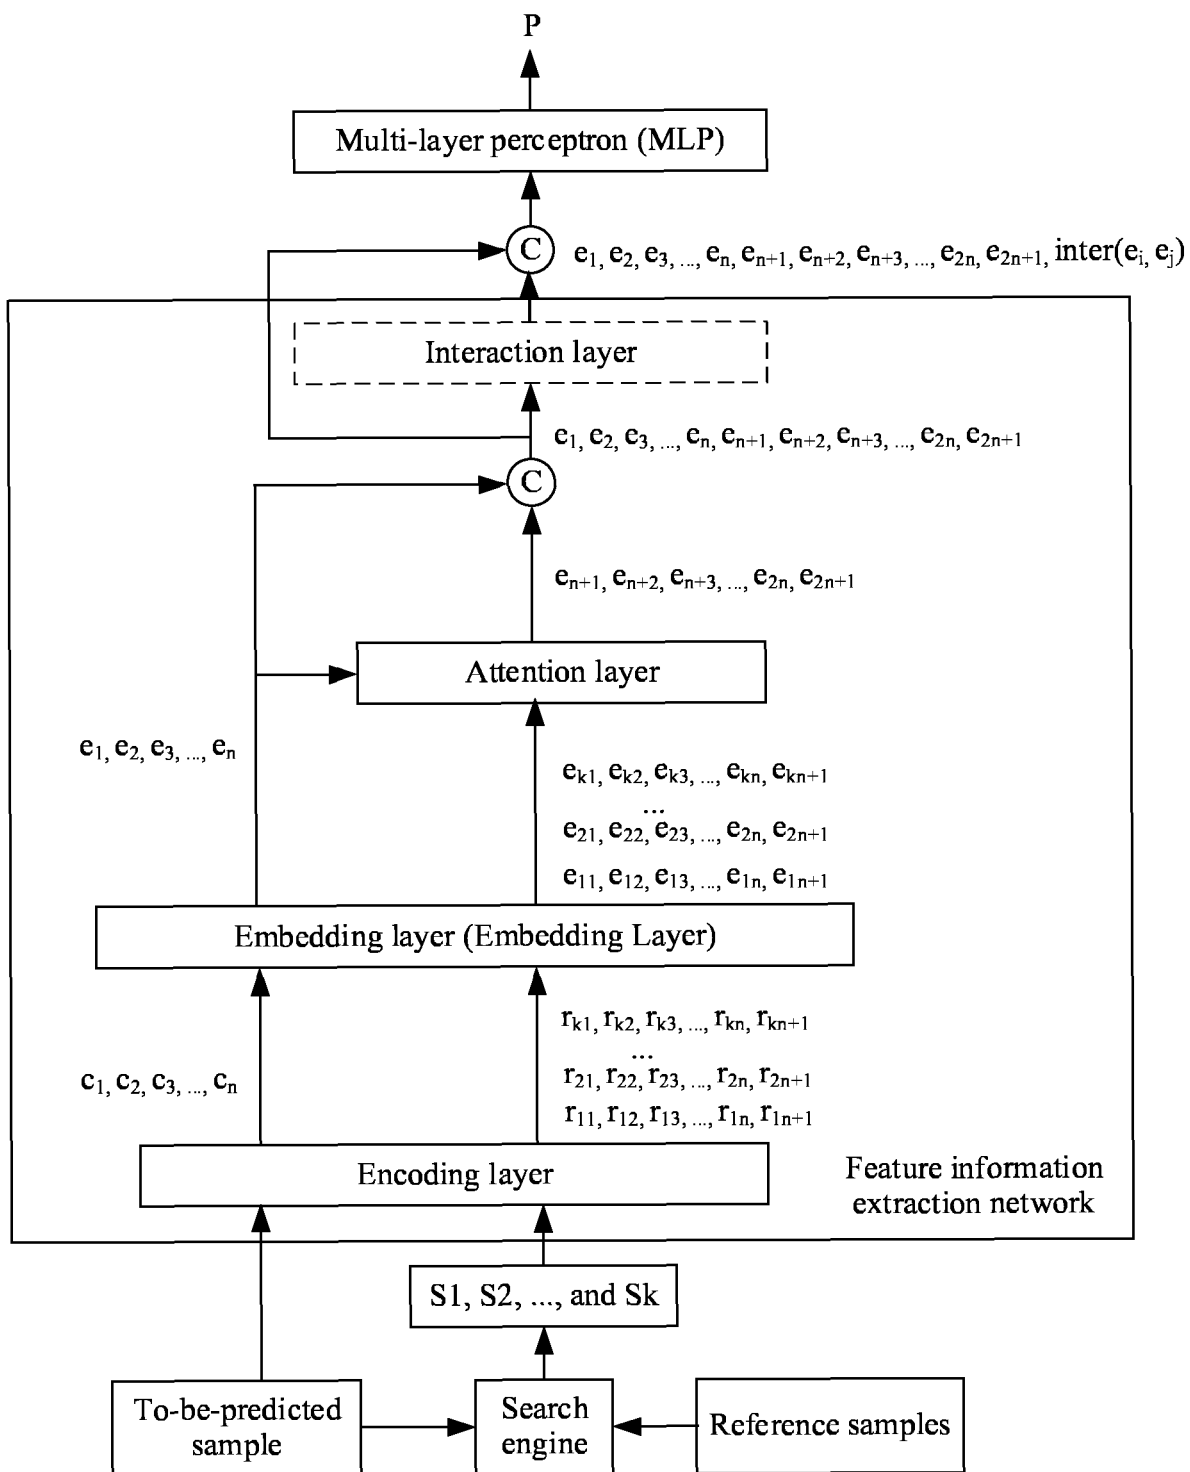 P
Multi-layer perceptron (MLP)
C
e₁, e₂, e₃, ..., eₙ, eₙ₊₁, eₙ₊₂, eₙ₊₃, ..., e₂ₙ, e₂ₙ₊₁, inter(eᵢ, eⱼ)
Interaction layer
e₁, e₂, e₃, ..., eₙ, eₙ₊₁, eₙ₊₂, eₙ₊₃, ..., e₂ₙ, e₂ₙ₊₁
C
eₙ₊₁, eₙ₊₂, eₙ₊₃, ..., e₂ₙ, e₂ₙ₊₁
Attention layer
e₁, e₂, e₃, ..., eₙ
eₖ₁, eₖ₂, eₖ₃, ..., eₖₙ, eₖₙ₊₁
...
e₂₁, e₂₂, e₂₃, ..., e₂ₙ, e₂ₙ₊₁
e₁₁, e₁₂, e₁₃, ..., e₁ₙ, e₁ₙ₊₁
Embedding layer (Embedding Layer)
c₁, c₂, c₃, ..., cₙ
rₖ₁, rₖ₂, rₖ₃, ..., rₖₙ, rₖₙ₊₁
...
r₂₁, r₂₂, r₂₃, ..., r₂ₙ, r₂ₙ₊₁
r₁₁, r₁₂, r₁₃, ..., r₁ₙ, r₁ₙ₊₁
Encoding layer
Feature information
extraction network
S1, S2, ..., and Sk
To-be-predicted
sample
Search
engine
Reference samples